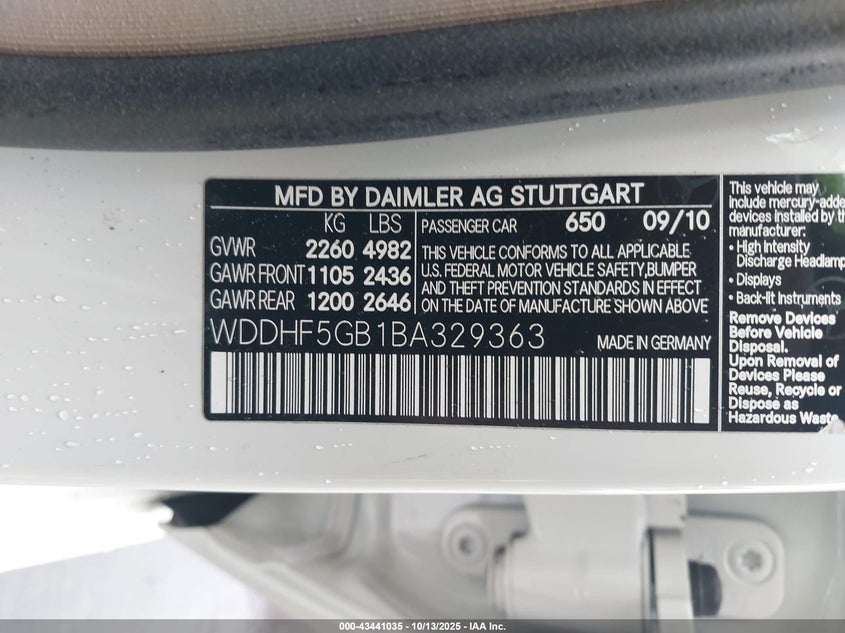 MFD BY DAIMLER AG STUTTGART
KG LBS
GVWR 2260 4982
GAWR FRONT 1105 2436
GAWR REAR 1200 2646
PASSENGER CAR 650 09/10
THIS VEHICLE CONFORMS TO ALL APPLICABLE
U.S. FEDERAL MOTOR VEHICLE SAFETY,BUMPER
AND THEFT PREVENTION STANDARDS IN EFFECT
ON THE DATE OF MANUFACTURE SHOWN ABOVE
WDDHF5GB1BA329363 MADE IN GERMANY
This vehicle may
include mercury-adde
devices installed by th
manufacturer:
• High Intensity
Discharge Headlamp
• Displays
• Back-lit Instruments
Remove Devices
Before Vehicle
Disposal.
Upon Removal of
Devices Please
Reuse, Recycle or
Dispose as
Hazardous Waste
000-43441035 - 10/13/2025 - IAA Inc.